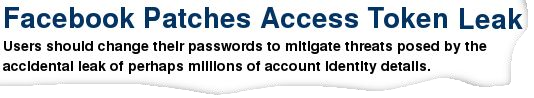 Facebook Patches Access Token Leak
Users should change their passwords to mitigate threats posed by the
accidental leak of perhaps millions of account identity details.